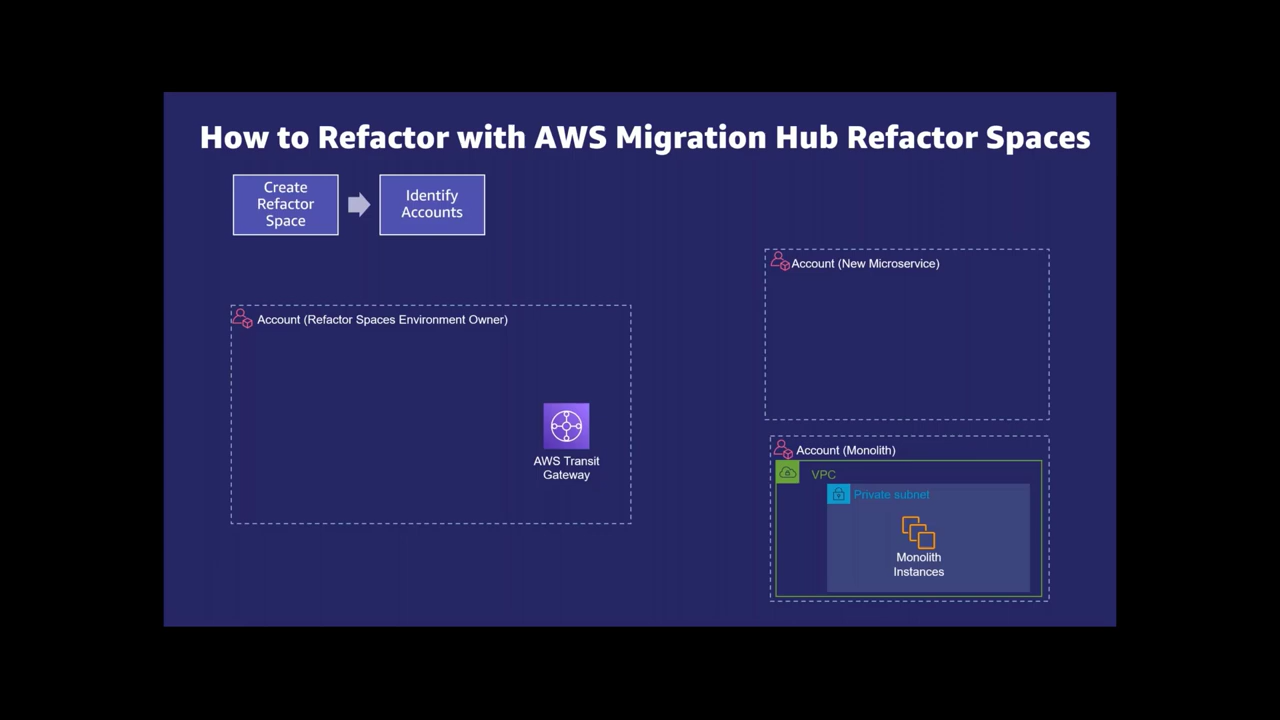 How to Refactor with AWS Migration Hub Refactor Spaces
Create
Refactor
Space
Identify
Accounts
Account (New Microservice)
Account (Refactor Spaces Environment Owner)
AWS Transit
Gateway
Account (Monolith)
VPC
Private subnet
Monolith
Instances